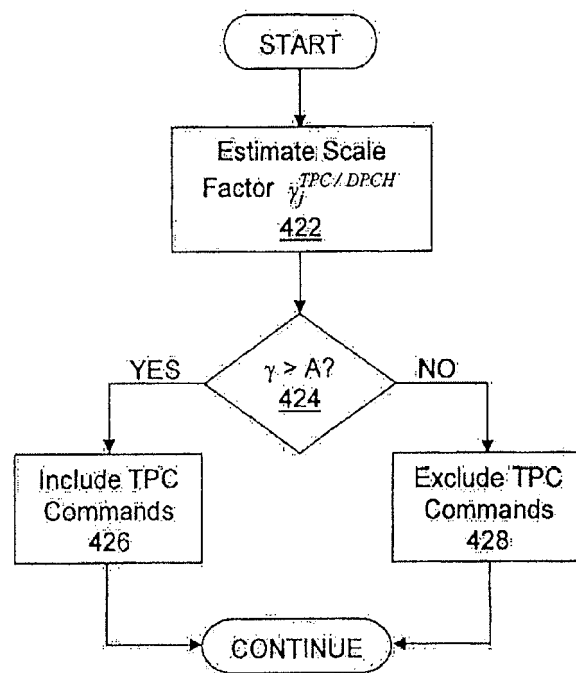 START
Estimate Scale
Factor γ_j^{TPC/DPCH}
422
γ > A?
424
YES
NO
Include TPC
Commands
426
Exclude TPC
Commands
428
CONTINUE